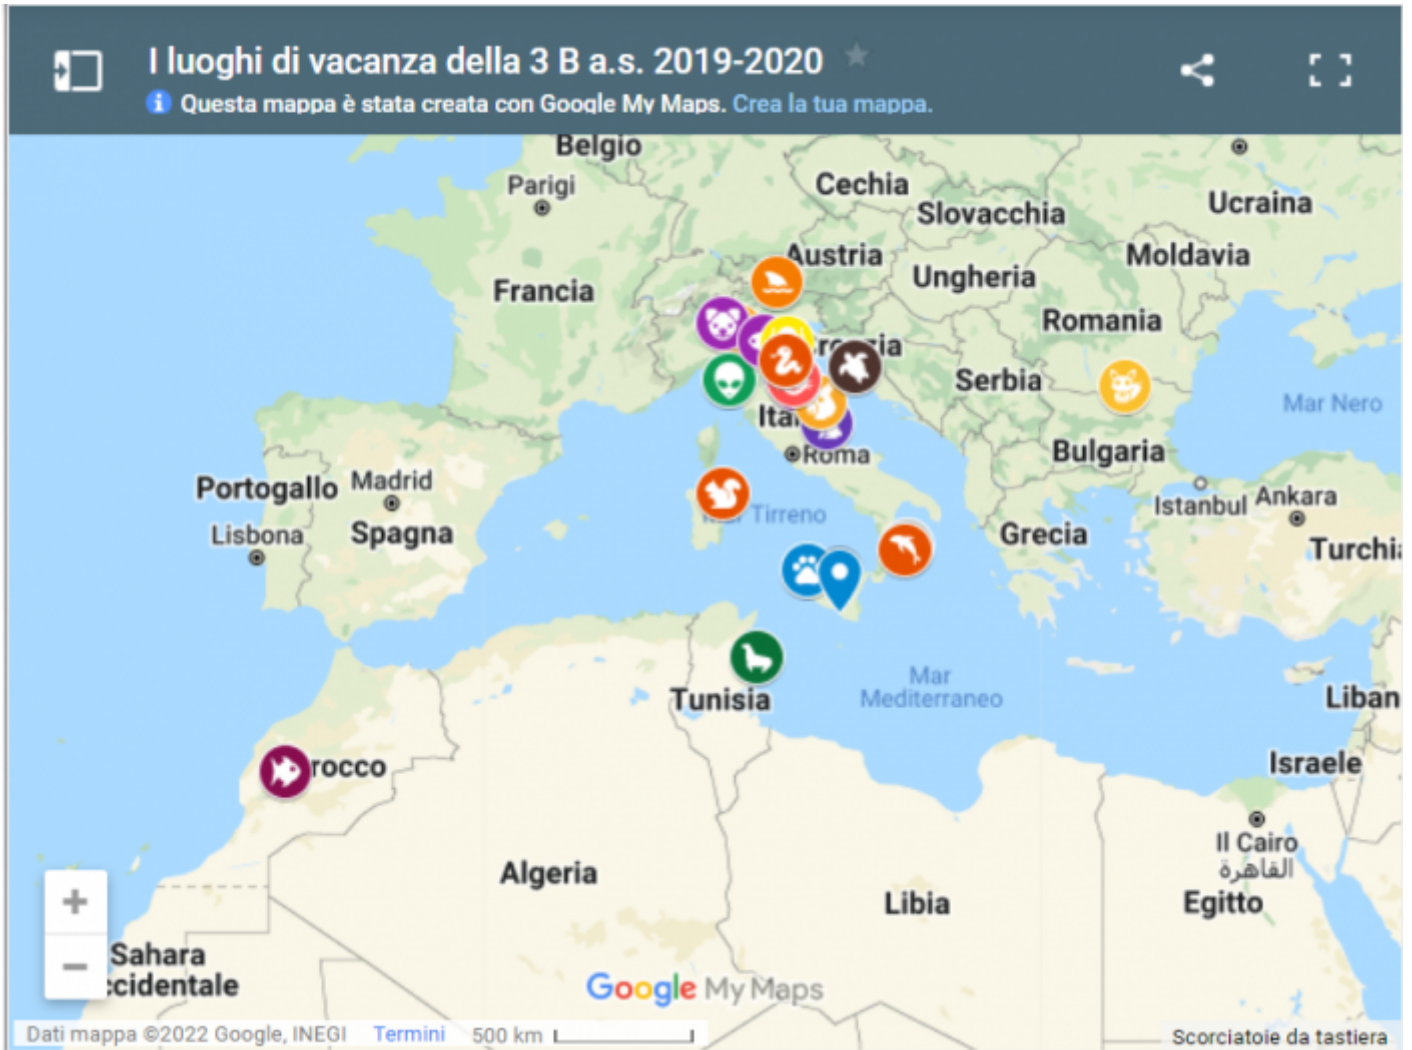 I luoghi di vacanza della 3 B a.s. 2019-2020
Questa mappa è stata creata con Google My Maps. Crea la tua mappa.
Belgio
Parigi
Cechia
Slovacchia
Ucraina
Austria
Moldavia
Ungheria
Francia
Romania
Serbia
Mar Nero
Roma
Bulgaria
Portogallo
Madrid
Istanbul
Ankara
Tirreno
Lisbona
Spagna
Grecia
Turchi
Mar
Mediterraneo
Tunisia
Liban
rocco
Israele
Il Cairo
القاهرة
Algeria
Libia
Egitto
Sahara
ccidentale
Google My Maps
Dati mappa ©2022 Google, INEGI Termini 500 km
Scorciatoie da tastiera